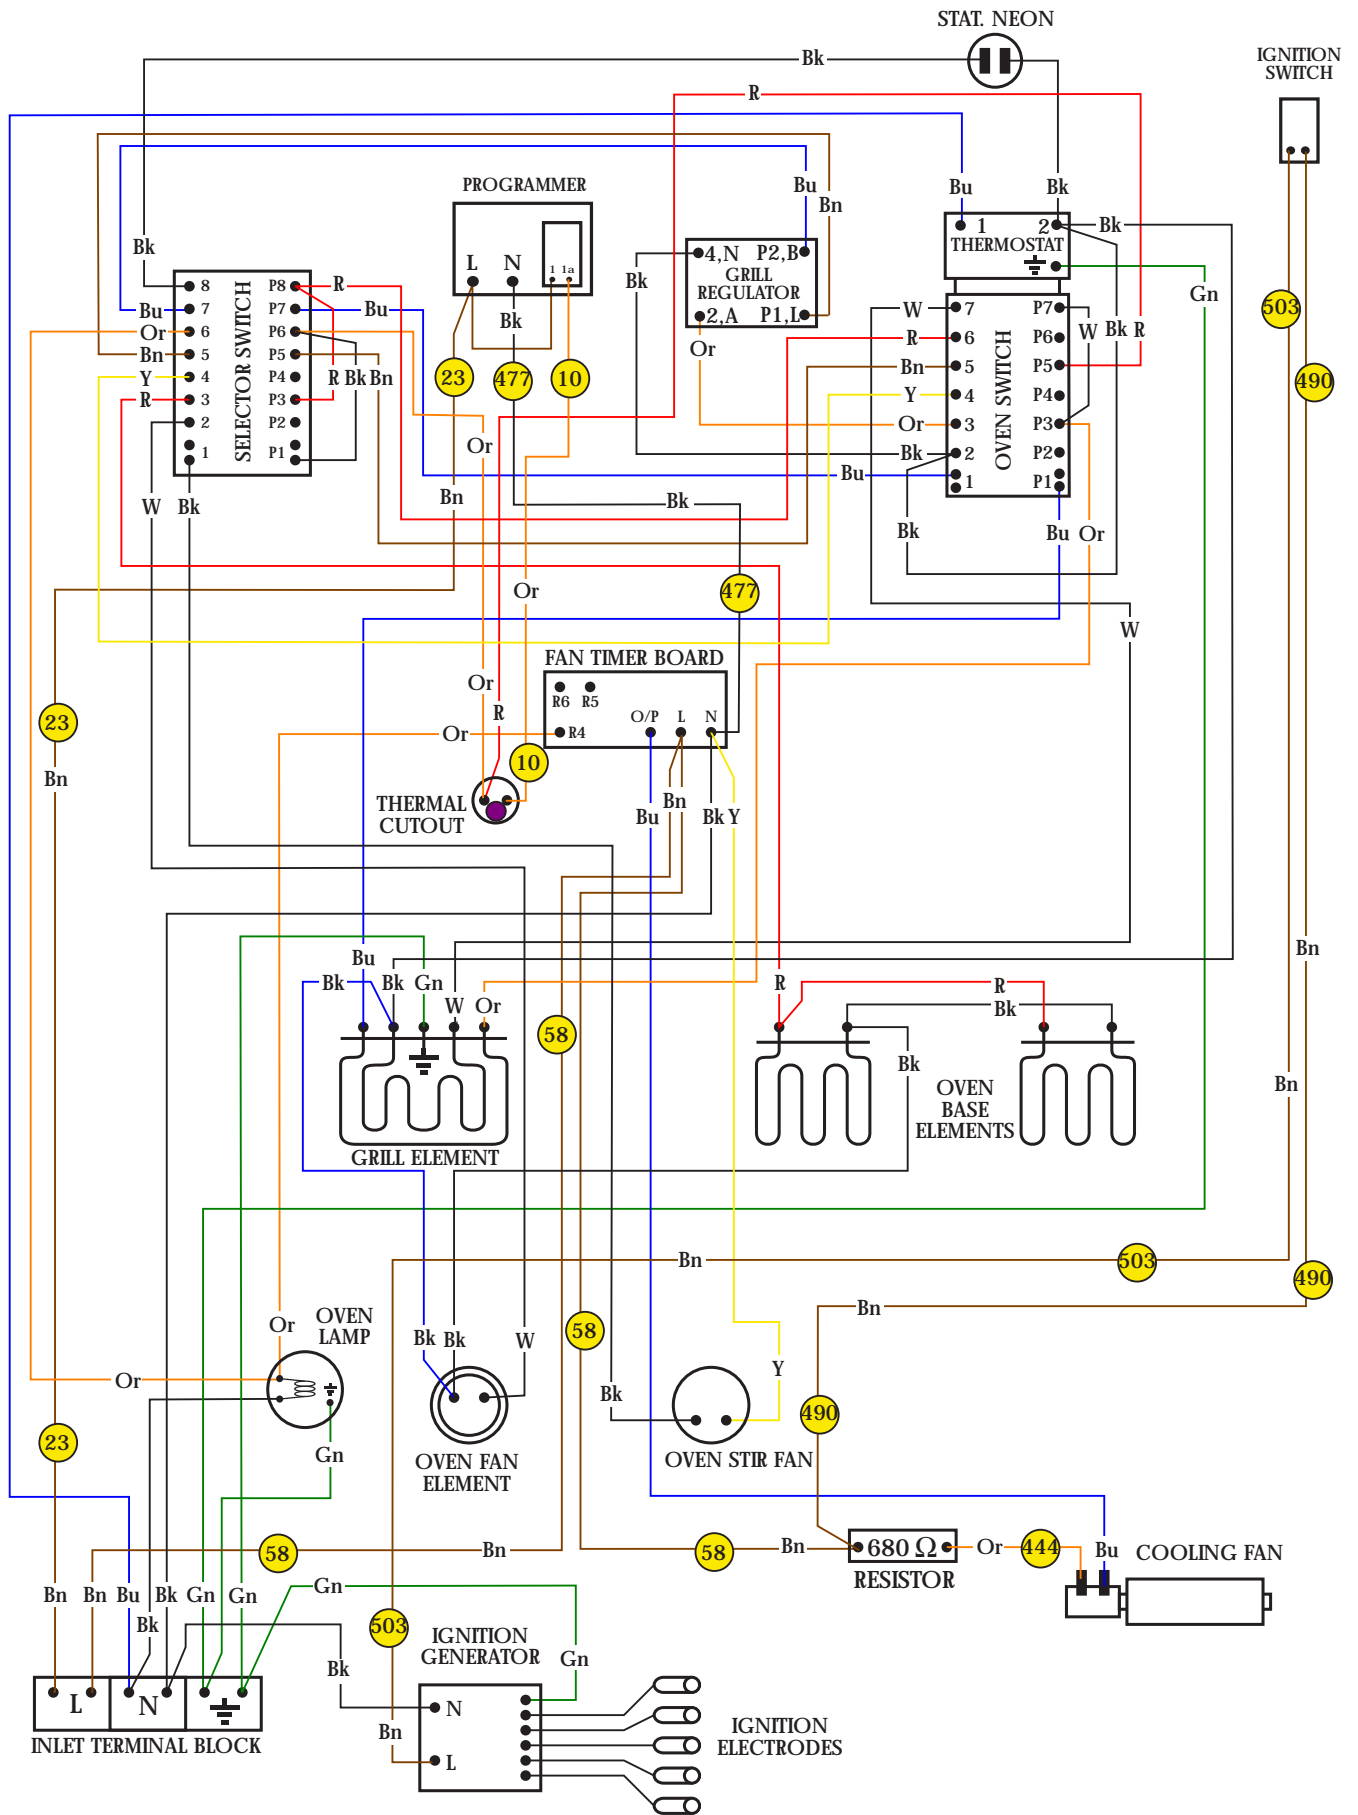 STAT. NEON
IGNITION
SWITCH
Bk
R
PROGRAMMER
Bu
Bn
Bu
Bk
L N 1 1a
4,N P2,B
GRILL
REGULATOR
2,A P1,L
1 2
THERMOSTAT
Bk
Gn
Bk
SELECTOR SWITCH
8 P8
7 P7
6 P6
5 P5
4 P4
3 P3
2 P2
1 P1
R
Bu
Bu
Or
Bn
Y
R
R Bk Bn
Bk
23
477
10
Bk
Or
OVEN SWITCH
7 P7
6 P6
5 P5
4 P4
3 P3
2 P2
1 P1
W
R
Bn
Y
Or
Bk
Bu
W Bk R
503
490
Or
Bn
Bk
W Bk
Bk
Bu Or
Or
477
W
FAN TIMER BOARD
R6 R5
R4
O/P L N
Or
R
Or
10
23
Bn
THERMAL
CUTOUT
Bn
Bu
Bk Y
Bn
Bu
Bk Bk Gn
W Or
R
R
Bk
Bk
58
Bn
GRILL ELEMENT
OVEN
BASE
ELEMENTS
Bn
503
490
Bn
OVEN
LAMP
Or
Bk Bk W
58
Or
Bk
Y
490
23
Gn
OVEN FAN
ELEMENT
OVEN STIR FAN
58
Bn
58
Bn
680 Ω
RESISTOR
Or
444
Bu
COOLING FAN
Bn Bn Bu Bk Gn Gn
Gn
Bk
503
IGNITION
GENERATOR
Bk
Gn
L N
INLET TERMINAL BLOCK
Bn
N
L
IGNITION
ELECTRODES